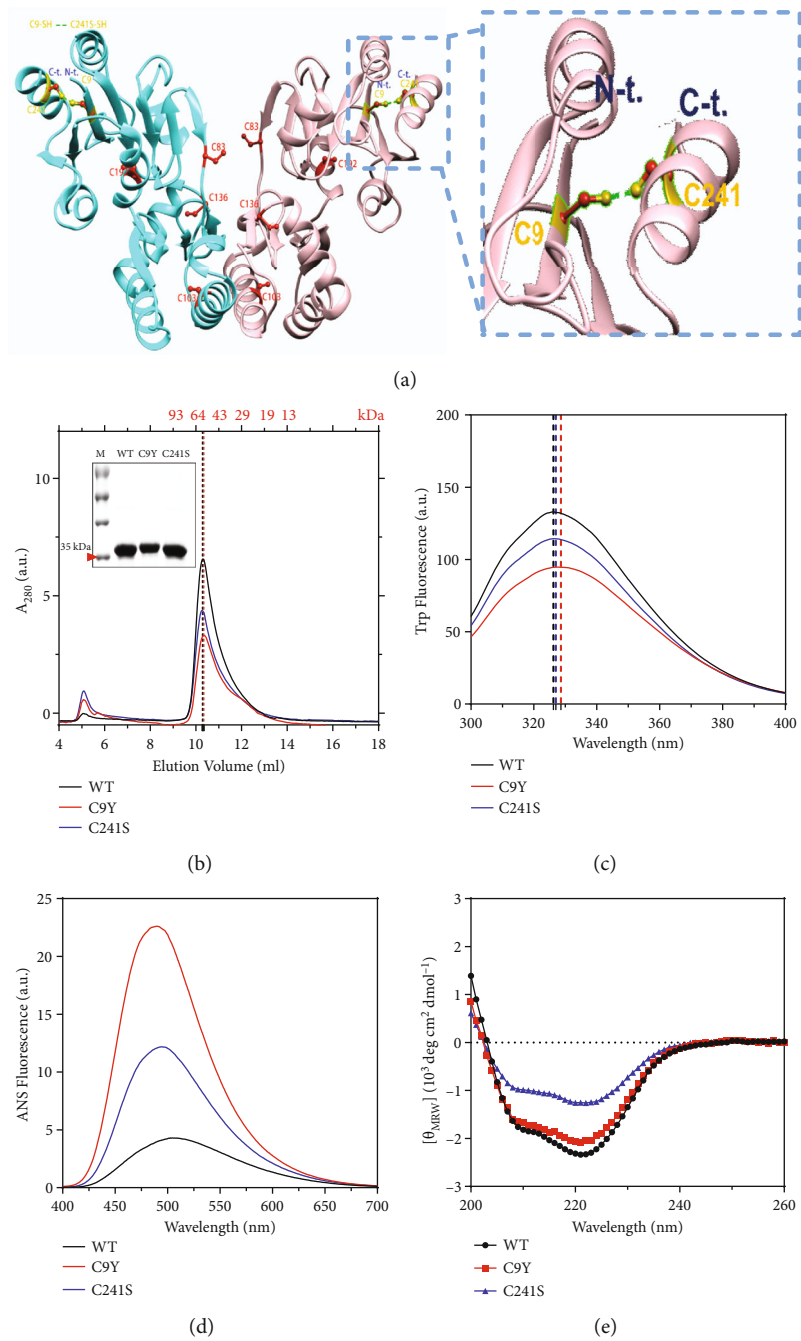 C9-SH C241S-SH
C-t. N-t. C9
C83
C136
C103
N-t. C-t.
C9
C83
C136
C103
N-t.
C-t.
C9
C241
(a)
93 64 43 29 19 13 kDa
10
5
0
A280 (a.u.)
M WT C9Y C241S
35 kDa
4 6 8 10 12 14 16 18
Elution Volume (ml)
WT
C9Y
C241S
(b)
200
150
100
50
0
Trp Fluorescence (a.u.)
300 320 340 360 380 400
Wavelength (nm)
WT
C9Y
C241S
(c)
25
20
15
10
5
0
ANS Fluorescence (a.u.)
400 450 500 550 600 650 700
Wavelength (nm)
WT
C9Y
C241S
(d)
3
2
1
0
–1
–2
–3
[θMRW] (10³ deg cm² dmol⁻¹)
200 220 240 260
Wavelength (nm)
WT
C9Y
C241S
(e)